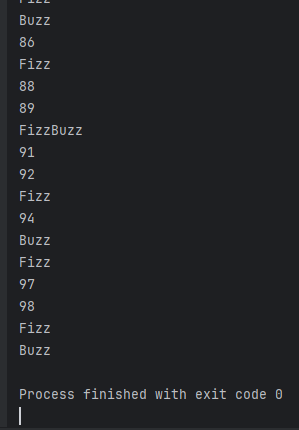 Fizz
Buzz
86
Fizz
88
89
FizzBuzz
91
92
Fizz
94
Buzz
Fizz
97
98
Fizz
Buzz
Process finished with exit code 0